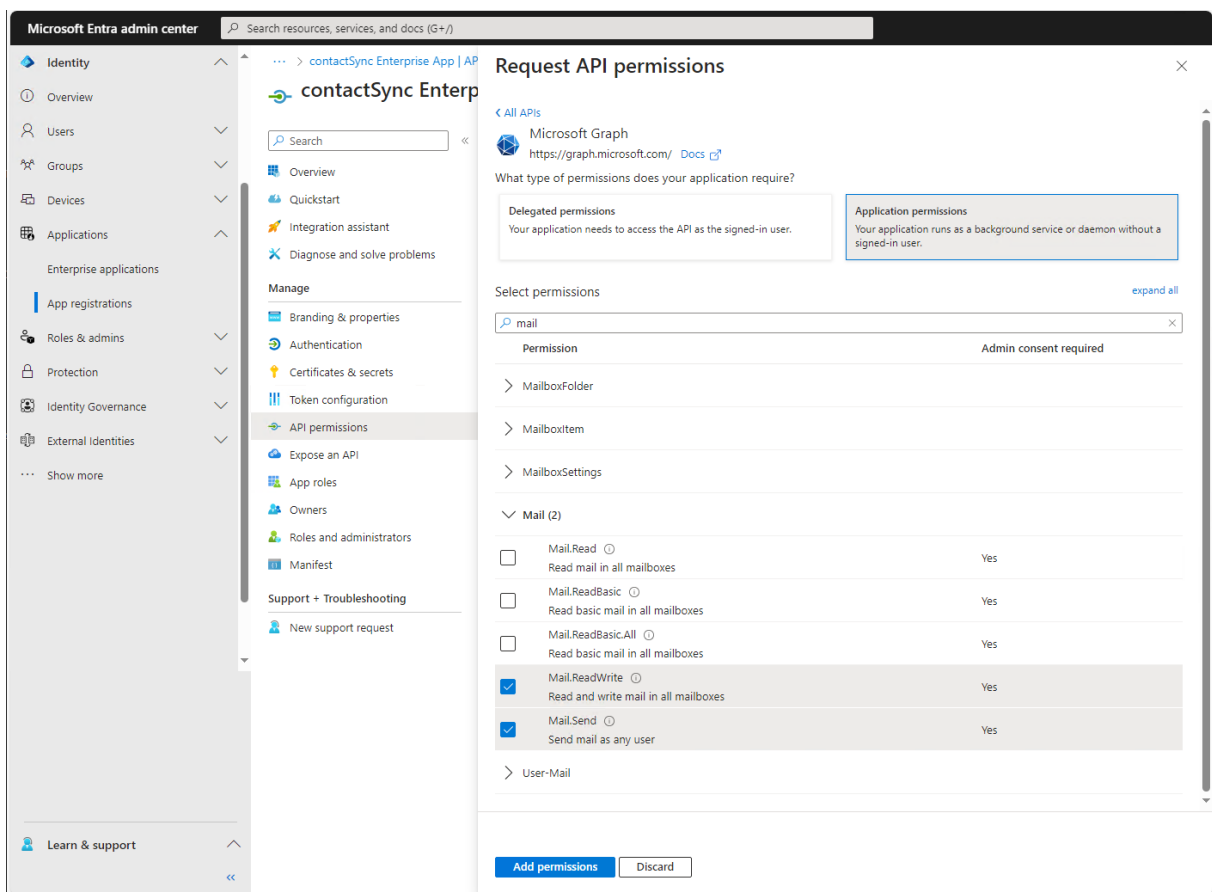 Microsoft Entra admin center
Search resources, services, and docs (G+/)
Identity
Overview
Users
Groups
Devices
Applications
Enterprise applications
App registrations
Roles & admins
Protection
Identity Governance
External Identities
Show more
Learn & support
contactSync Enterprise App | AP
contactSync Enterp
Search
Overview
Quickstart
Integration assistant
Diagnose and solve problems
Manage
Branding & properties
Authentication
Certificates & secrets
Token configuration
API permissions
Expose an API
App roles
Owners
Roles and administrators
Manifest
Support + Troubleshooting
New support request
Request API permissions
All APIs
Microsoft Graph
https://graph.microsoft.com/ Docs
What type of permissions does your application require?
Delegated permissions
Your application needs to access the API as the signed-in user.
Application permissions
Your application runs as a background service or daemon without a
signed-in user.
Select permissions
expand all
mail
Permission Admin consent required
MailboxFolder
MailboxItem
MailboxSettings
Mail (2)
Mail.Read
Read mail in all mailboxes
Yes
Mail.ReadBasic
Read basic mail in all mailboxes
Yes
Mail.ReadBasic.All
Read basic mail in all mailboxes
Yes
Mail.ReadWrite
Read and write mail in all mailboxes
Yes
Mail.Send
Send mail as any user
Yes
User-Mail
Add permissions
Discard